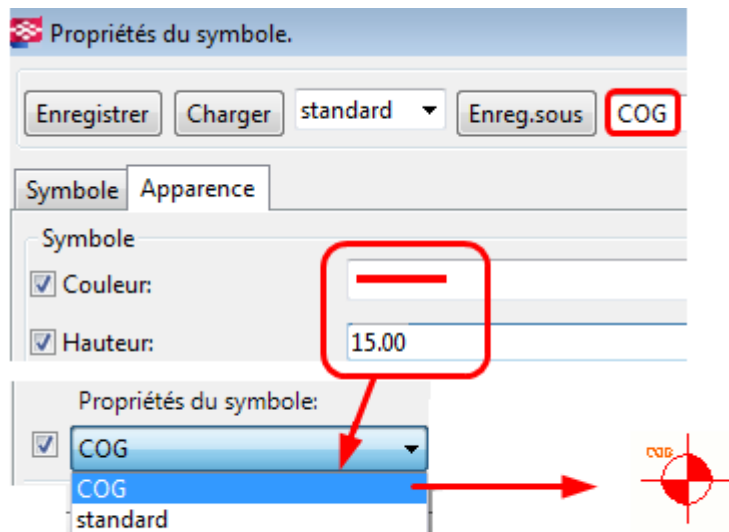 Propriétés du symbole.
Enregistrer Charger standard Enreg.sous COG
Symbole Apparence
Symbole
Couleur:
Hauteur: 15.00
Propriétés du symbole:
COG
COG
COG
standard